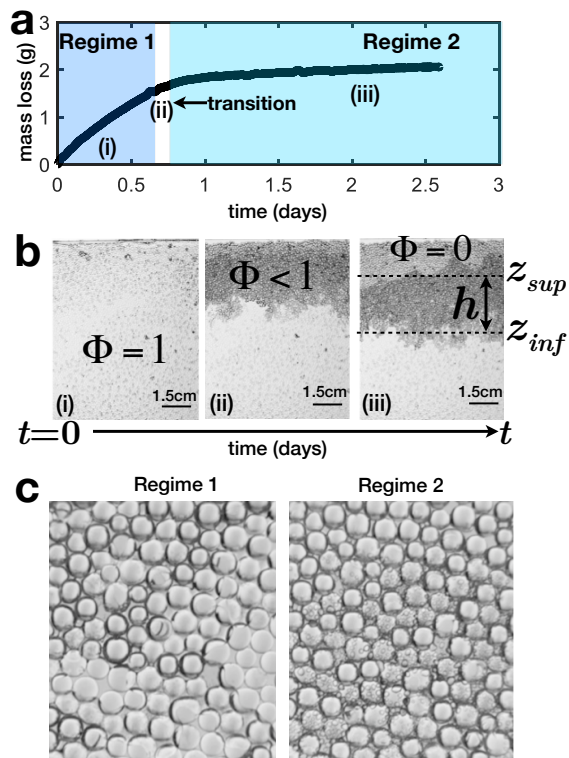 a
Regime 1
Regime 2
(i)
(ii)
transition
(iii)
mass loss (g)
3
2
1
0
0
0.5
1
1.5
2
2.5
3
time (days)
b
Φ = 1
Φ < 1
Φ = 0
h
z_sup
z_inf
1.5cm
1.5cm
1.5cm
(i)
(ii)
(iii)
t=0
t
time (days)
c
Regime 1
Regime 2